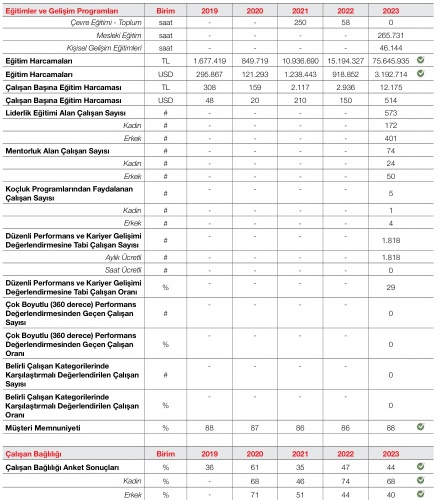 Eğitimler ve Gelişim Programları Birim 2019 2020 2021 2022 2023
Çevre Eğitimi - Toplum saat - - 250 58 0
Mesleki Eğitim saat - - - - 265.731
Kişisel Gelişim Eğitimleri saat - - - - 46.144
Eğitim Harcamaları TL 1.677.419 849.719 10.936.690 15.194.327 75.645.935
Eğitim Harcamaları USD 295.867 121.293 1.238.443 918.852 3.192.714
Çalışan Başına Eğitim Harcaması TL 308 159 2.117 2.936 12.175
Çalışan Başına Eğitim Harcaması USD 48 20 210 150 514
Liderlik Eğitimi Alan Çalışan Sayısı # - - - - 573
Kadın # - - - - 172
Erkek # - - - - 401
Mentorluk Alan Çalışan Sayısı # - - - - 74
Kadın # - - - - 24
Erkek # - - - - 50
Koçluk Programlarından Faydalanan
Çalışan Sayısı # - - - - 5
Kadın # - - - - 1
Erkek # - - - - 4
Düzenli Performans ve Kariyer Gelişimi
Değerlendirmesine Tabi Çalışan Sayısı # - - - - 1.818
Aylık Ücretli # - - - - 1.818
Saat Ücretli # - - - - 0
Düzenli Performans ve Kariyer Gelişimi
Değerlendirmesine Tabi Çalışan Oranı % - - - - 29
Çok Boyutlu (360 derece) Performans
Değerlendirmesinden Geçen Çalışan
Sayısı # - - - - 0
Çok Boyutlu (360 derece) Performans
Değerlendirmesinden Geçen Çalışan
Oranı % - - - - 0
Belirli Çalışan Kategorilerinde
Karşılaştırmalı Değerlendirilen Çalışan
Sayısı # - - - - 0
Belirli Çalışan Kategorilerinde
Karşılaştırmalı Değerlendirilen Çalışan
Oranı % - - - - 0
Müşteri Memnuniyeti % 88 87 86 86 88
Çalışan Bağlılığı Birim 2019 2020 2021 2022 2023
Çalışan Bağlılığı Anket Sonuçları % 36 61 35 47 44
Kadın % - 68 46 74 68
Erkek % - 71 51 44 40